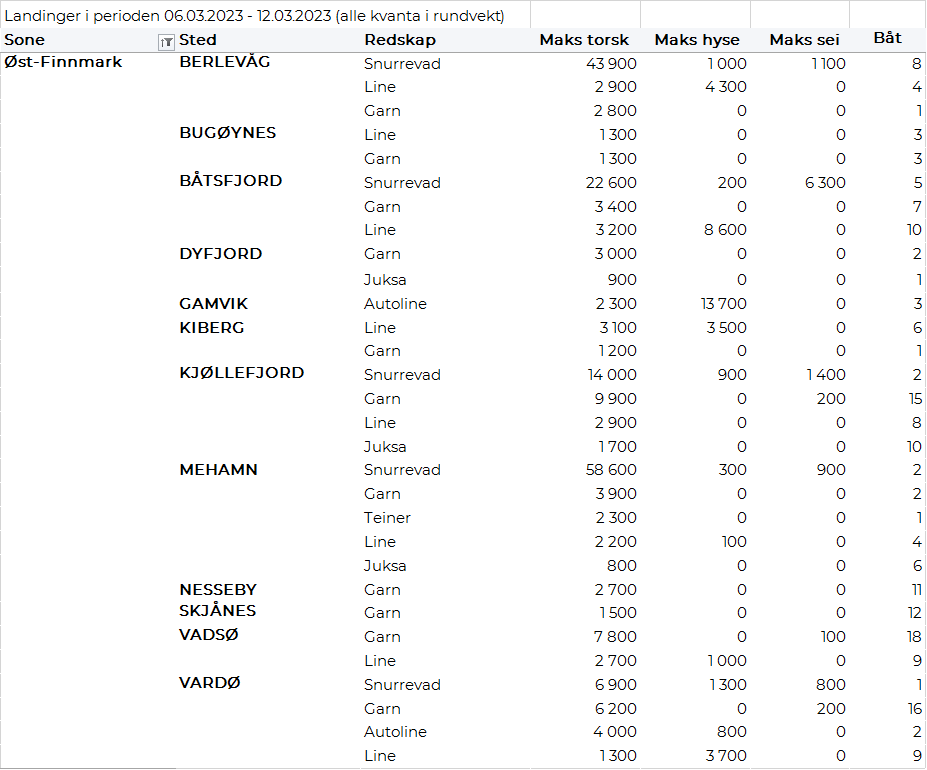 Landinger i perioden 06.03.2023 - 12.03.2023 (alle kvanta i rundvekt)
Sone Sted Redskap Maks torsk Maks hyse Maks sei Båt
Øst-Finnmark BERLEVÅG Snurrevad 43 900 1 000 1 100 8
Line 2 900 4 300 0 4
Garn 2 800 0 0 1
BUGØYNES Line 1 300 0 0 3
Garn 1 300 0 0 3
BÅTSFJORD Snurrevad 22 600 200 6 300 5
Garn 3 400 0 0 7
Line 3 200 8 600 0 10
DYFJORD Garn 3 000 0 0 2
Juksa 900 0 0 1
GAMVIK Autoline 2 300 13 700 0 3
KIBERG Line 3 100 3 500 0 6
Garn 1 200 0 0 1
KJØLLEFJORD Snurrevad 14 000 900 1 400 2
Garn 9 900 0 200 15
Line 2 900 0 0 8
Juksa 1 700 0 0 10
MEHAMN Snurrevad 58 600 300 900 2
Garn 3 900 0 0 2
Teiner 2 300 0 0 1
Line 2 200 100 0 4
Juksa 800 0 0 6
NESSEBY Garn 2 700 0 0 11
SKJÅNES Garn 1 500 0 0 12
VADSØ Garn 7 800 0 100 18
Line 2 700 1 000 0 9
VARDØ Snurrevad 6 900 1 300 800 1
Garn 6 200 0 200 16
Autoline 4 000 800 0 2
Line 1 300 3 700 0 9